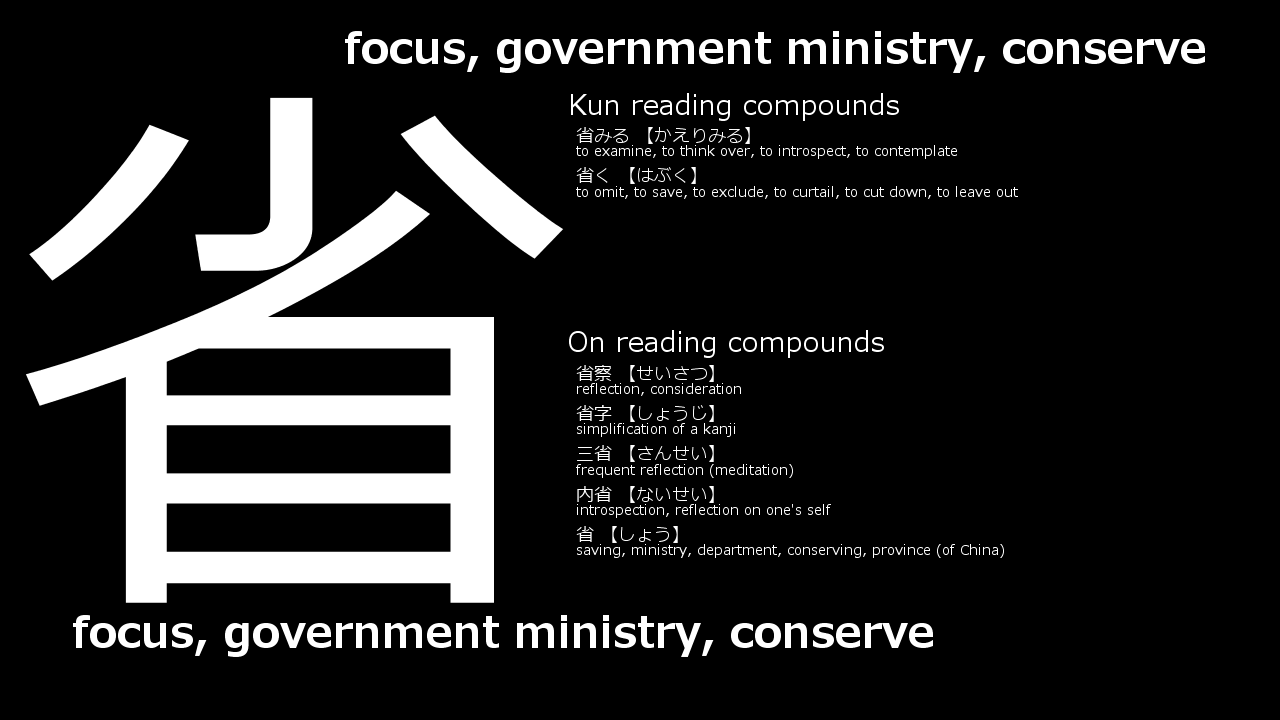 focus, government ministry, conserve
省
Kun reading compounds
省みる 【かえりみる】
to examine, to think over, to introspect, to contemplate
省く 【はぶく】
to omit, to save, to exclude, to curtail, to cut down, to leave out
On reading compounds
省察 【せいさつ】
reflection, consideration
省字 【しょうじ】
simplification of a kanji
三省 【さんせい】
frequent reflection (meditation)
内省 【ないせい】
introspection, reflection on one's self
省 【しょう】
saving, ministry, department, conserving, province (of China)
focus, government ministry, conserve